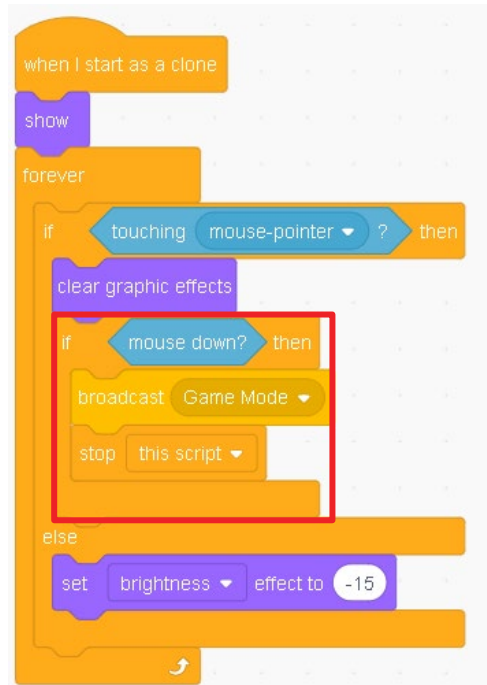 when I start as a clone
show
forever
if touching mouse-pointer ? then
clear graphic effects
if mouse down? then
broadcast Game Mode
stop this script
else
set brightness effect to -15